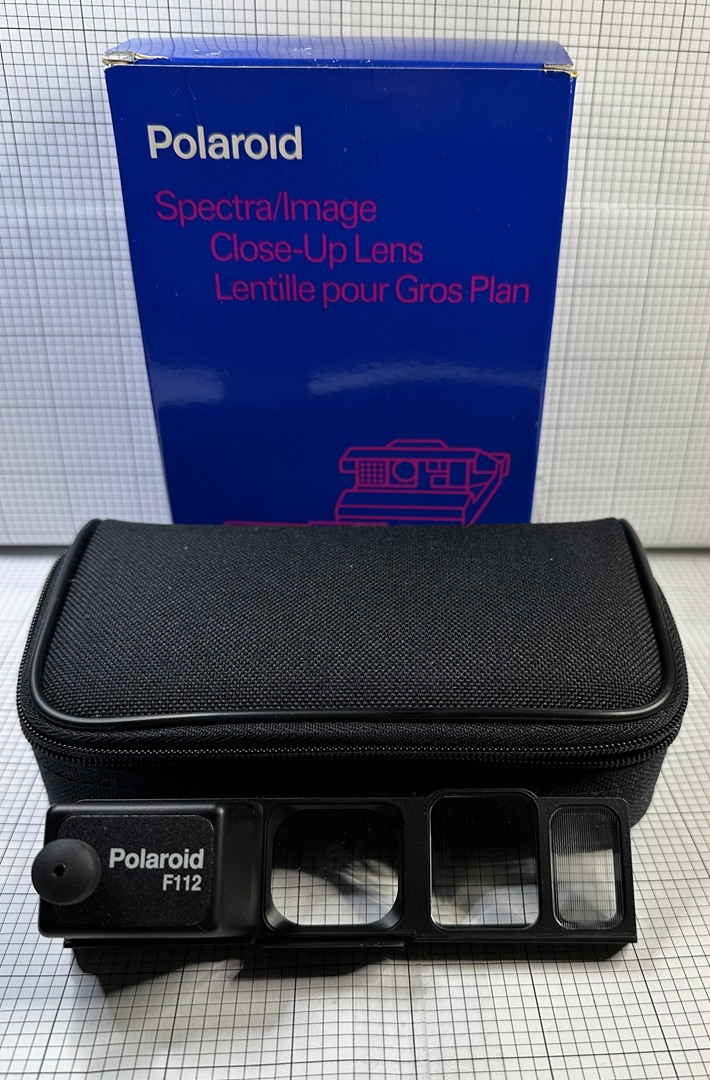 Polaroid
Spectra/Image
Close-Up Lens
Lentille pour Gros Plan
Polaroid
F112